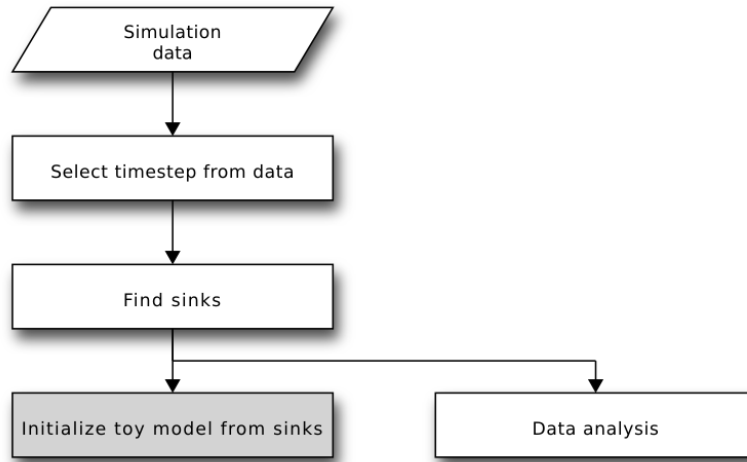 Simulation
data
Select timestep from data
Find sinks
Initialize toy model from sinks
Data analysis